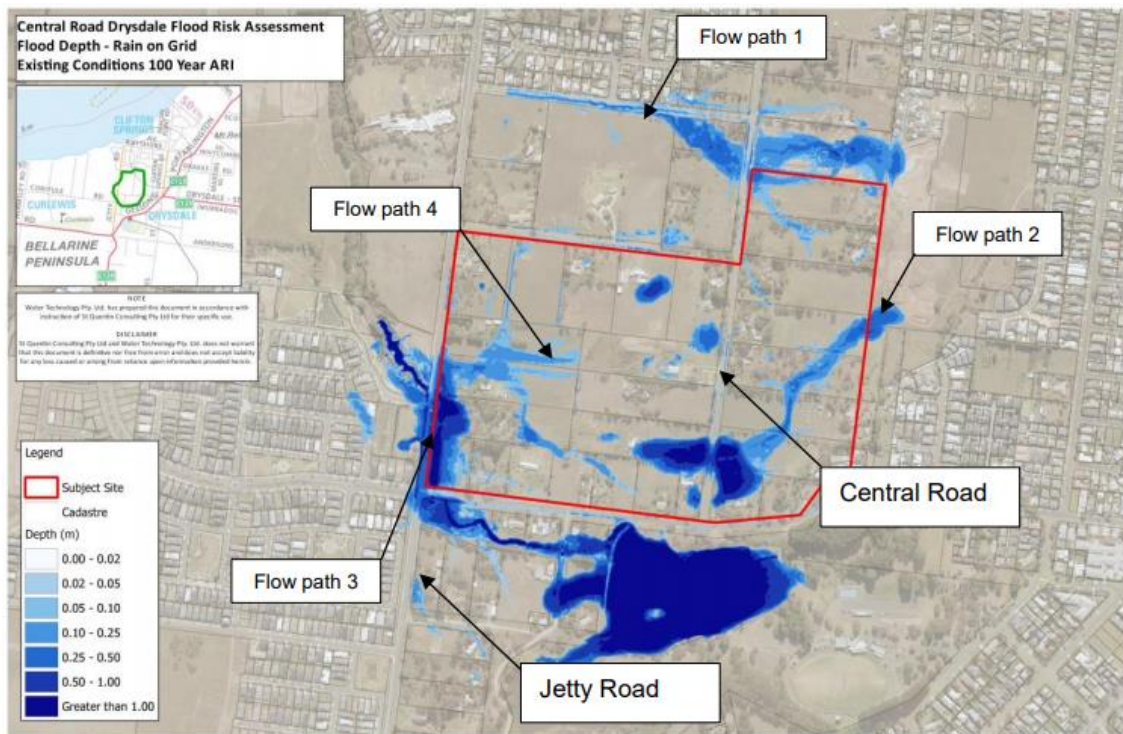 Central Road Drysdale Flood Risk Assessment
Flood Depth - Rain on Grid
Existing Conditions 100 Year ARI
Flow path 1
CLIFTON
SPRINGS
PORTARLINGTON
CURLEWIS
DRYSDALE
BELLARINE
PENINSULA
Flow path 4
Flow path 2
NOTE
Water Technology Pty Ltd. has prepared this document in accordance with
instruction of St Quentin Consulting Pty Ltd for their specific use.
DISCLAIMER
St Quentin Consulting Pty Ltd and Water Technology Pty. Ltd. does not warrant
that this document is definitive nor free from error and does not accept liability
for any loss caused or arising from reliance upon information provided herein.
Legend
Subject Site
Cadastre
Depth (m)
0.00 - 0.02
0.02 - 0.05
0.05 - 0.10
0.10 - 0.25
0.25 - 0.50
0.50 - 1.00
Greater than 1.00
Central Road
Flow path 3
Jetty Road